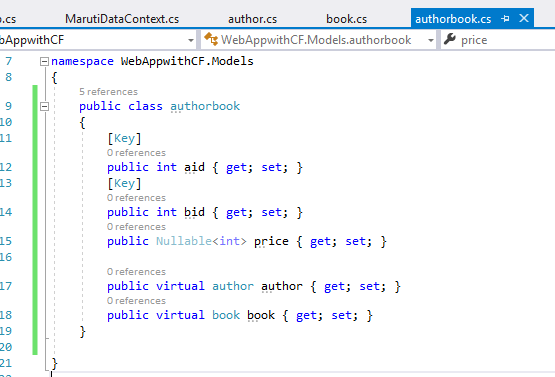 o.cs MarutiDataContext.cs author.cs book.cs authorbook.cs
bAppwithCF WebAppwithCF.Models.authorbook price
7 namespace WebAppwithCF.Models
8 {
5 references
9 public class authorbook
10 {
11 [Key]
0 references
12 public int aid { get; set; }
13 [Key]
0 references
14 public int bid { get; set; }
0 references
15 public Nullable<int> price { get; set; }
16
0 references
17 public virtual author author { get; set; }
0 references
18 public virtual book book { get; set; }
19 }
20
21 }